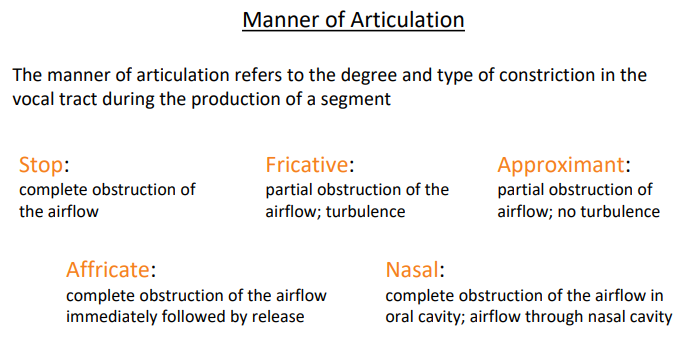 Manner of Articulation
The manner of articulation refers to the degree and type of constriction in the
vocal tract during the production of a segment
Stop:
complete obstruction of
the airflow
Fricative:
partial obstruction of the
airflow; turbulence
Approximant:
partial obstruction of
airflow; no turbulence
Affricate:
complete obstruction of the airflow
immediately followed by release
Nasal:
complete obstruction of the airflow in
oral cavity; airflow through nasal cavity